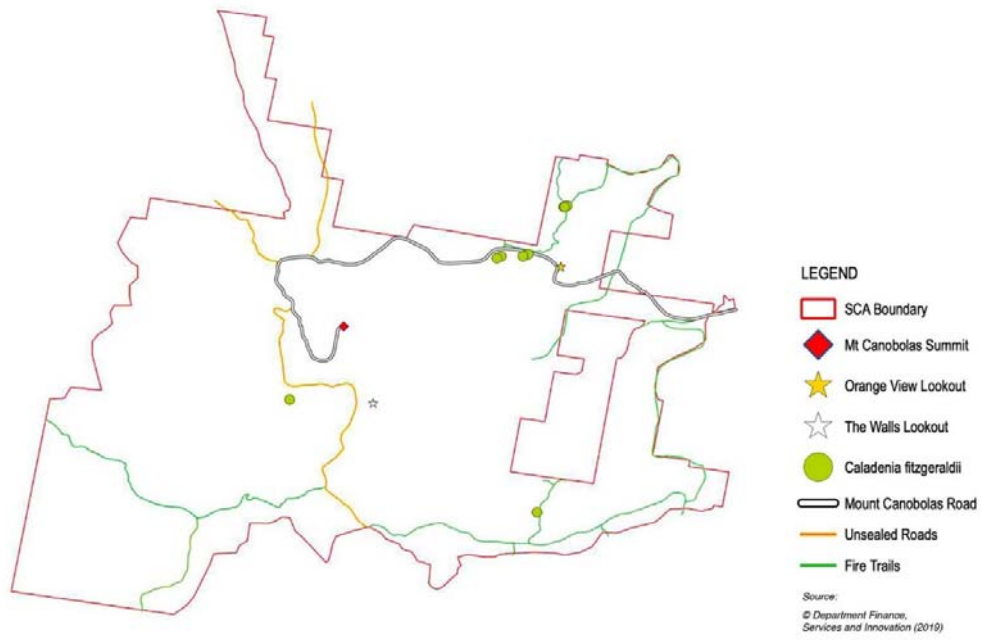 LEGEND
SCA Boundary
Mt Canobolas Summit
Orange View Lookout
The Walls Lookout
Caladenia fitzgeraldii
Mount Canobolas Road
Unsealed Roads
Fire Trails
Source:
© Department Finance,
Services and Innovation (2019)